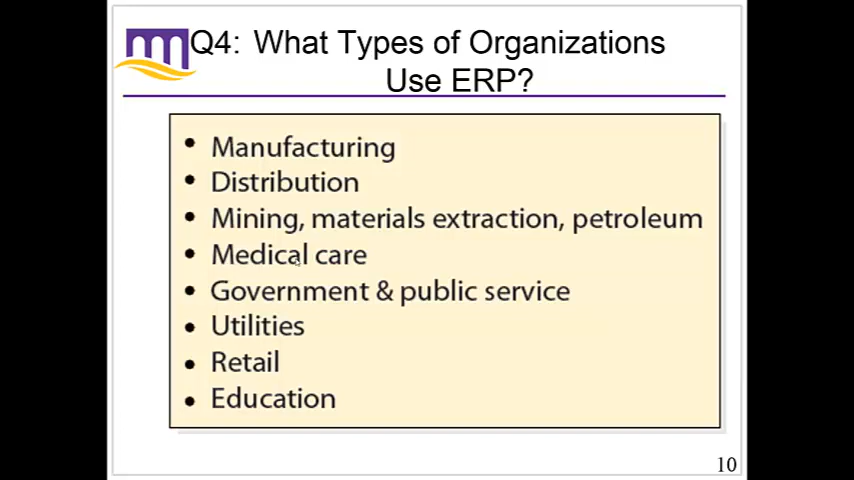 Q4: What Types of Organizations
Use ERP?
• Manufacturing
• Distribution
• Mining, materials extraction, petroleum
• Medical care
• Government & public service
• Utilities
• Retail
• Education
10